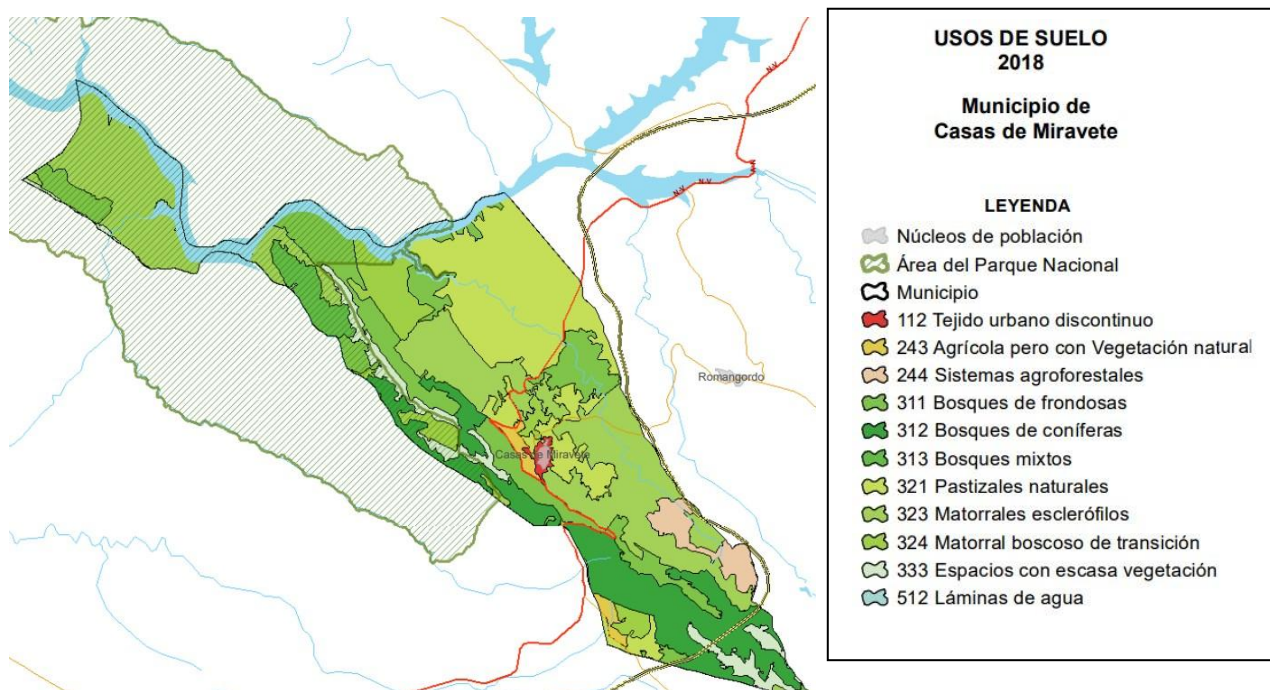 USOS DE SUELO
2018
Municipio de
Casas de Miravete
LEYENDA
Núcleos de población
Área del Parque Nacional
Municipio
112 Tejido urbano discontinuo
243 Agrícola pero con Vegetación natural
244 Sistemas agroforestales
311 Bosques de frondosas
312 Bosques de coníferas
313 Bosques mixtos
321 Pastizales naturales
323 Matorrales esclerófilos
324 Matorral boscoso de transición
333 Espacios con escasa vegetación
512 Láminas de agua
N-V
N-V
N-V
N-V
Romangordo
Casas de Miravete